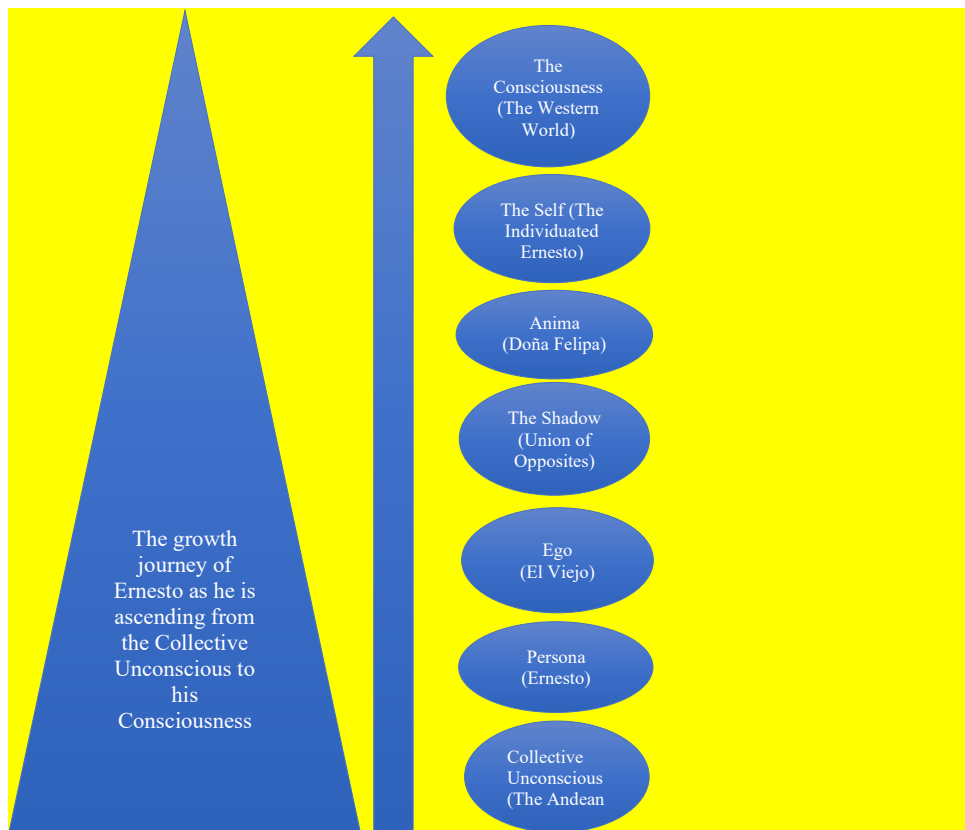 The
Consciousness
(The Western
World)
The Self (The
Individuated
Ernesto)
Anima
(Doña Felipa)
The Shadow
(Union of
Opposites)
Ego
(El Viejo)
Persona
(Ernesto)
Collective
Unconscious
(The Andean
The growth
journey of
Ernesto as he is
ascending from
the Collective
Unconscious to
his
Consciousness